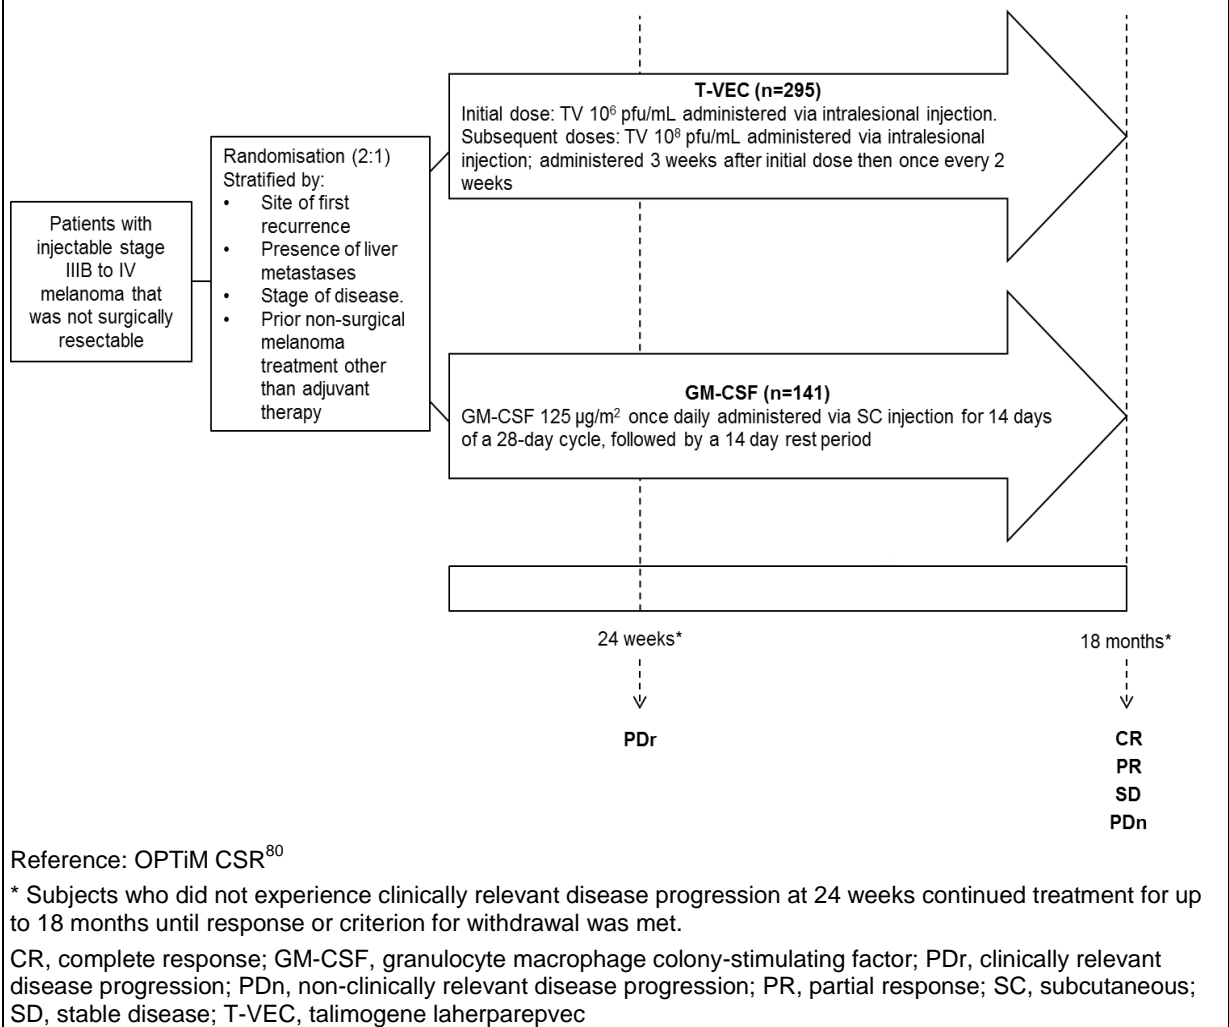 Patients with
injectable stage
IIIB to IV
melanoma that
was not surgically
resectable
Randomisation (2:1)
Stratified by:
• Site of first
recurrence
• Presence of liver
metastases
• Stage of disease.
• Prior non-surgical
melanoma
treatment other
than adjuvant
therapy
T-VEC (n=295)
Initial dose: TV 10⁶ pfu/mL administered via intralesional injection.
Subsequent doses: TV 10⁸ pfu/mL administered via intralesional
injection; administered 3 weeks after initial dose then once every 2
weeks
GM-CSF (n=141)
GM-CSF 125 µg/m² once daily administered via SC injection for 14 days
of a 28-day cycle, followed by a 14 day rest period
24 weeks*
18 months*
PDr
CR
PR
SD
PDn
Reference: OPTiM CSR⁸⁰
* Subjects who did not experience clinically relevant disease progression at 24 weeks continued treatment for up
to 18 months until response or criterion for withdrawal was met.
CR, complete response; GM-CSF, granulocyte macrophage colony-stimulating factor; PDr, clinically relevant
disease progression; PDn, non-clinically relevant disease progression; PR, partial response; SC, subcutaneous;
SD, stable disease; T-VEC, talimogene laherparepvec